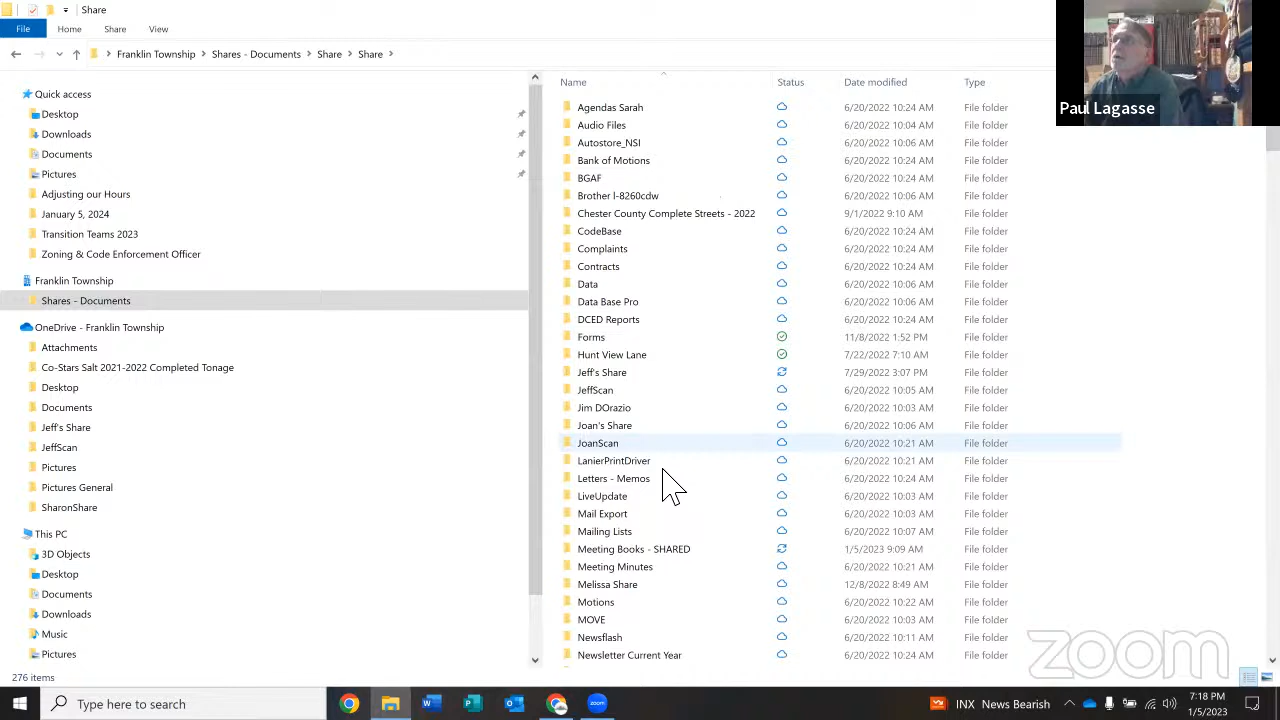 Share
File Home Share View
Franklin Township > Shares - Documents > Share > Share >
Quick access
Desktop
Downloads
Documents
Pictures
Adjusting our Hours
January 5, 2024
Transition Teams 2023
Zoning & Code Enforcement Officer
Franklin Township
Shares - Documents
OneDrive - Franklin Township
Attachments
Co-Stars Salt 2021-2022 Completed Tonage
Desktop
Documents
Jeff's Share
JeffScan
Pictures
Pictures General
SharonShare
This PC
3D Objects
Desktop
Documents
Downloads
Music
Pictures
Name Status Date modified Type
Agendas Sarah 6/20/2022 10:24 AM File folder
Audio Files 6/20/2022 10:04 AM File folder
Autostore_NSI 6/20/2022 10:06 AM File folder
Bank of Motions 6/20/2022 10:24 AM File folder
BGAF 6/20/2022 10:24 AM File folder
Brother l-8260cdw 6/20/2022 10:06 AM File folder
Chester County Complete Streets - 2022 9/1/2022 9:10 AM File folder
CodeBase 6/20/2022 10:24 AM File folder
Complaints 6/20/2022 10:24 AM File folder
Contracts 6/20/2022 10:24 AM File folder
Data 6/20/2022 10:06 AM File folder
Data Base Pro 6/20/2022 10:06 AM File folder
DCED Reports 6/20/2022 10:24 AM File folder
Forms 11/8/2022 1:52 PM File folder
Hunt View Lane 7/22/2022 7:10 AM File folder
Jeff's Share 7/29/2022 3:07 PM File folder
JeffScan 6/20/2022 10:05 AM File folder
Jim DOrazio 6/20/2022 10:03 AM File folder
Joan's Share 6/20/2022 10:06 AM File folder
JoanScan 6/20/2022 10:21 AM File folder
LanierPrintDriver 6/20/2022 10:21 AM File folder
Letters - Memos 6/20/2022 10:24 AM File folder
LiveUpdate 6/20/2022 10:03 AM File folder
Mail Export 6/20/2022 10:03 AM File folder
Mailing Lists 6/20/2022 10:07 AM File folder
Meeting Books - SHARED 1/5/2023 9:09 AM File folder
Meeting Minutes 6/20/2022 10:21 AM File folder
Melissa Share 12/8/2022 8:49 AM File folder
Motions 6/20/2022 10:22 AM File folder
MOVE 6/20/2022 10:03 AM File folder
Newsflash 6/20/2022 10:11 AM File folder
Newsletter Current Year 6/20/2022 10:24 AM File folder
Paul Lagasse
zoom
276 items
Type here to search
zoom
INX News Bearish
7:18 PM
1/5/2023